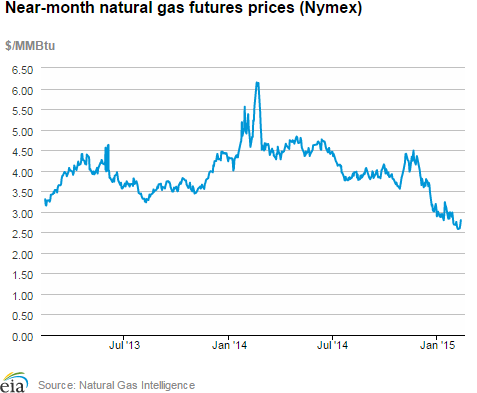 Near-month natural gas futures prices (Nymex)
$/MMBtu
6.50
6.00
5.50
5.00
4.50
4.00
3.50
3.00
2.50
2.00
1.50
1.00
0.50
0.00
Jul '13
Jan '14
Jul '14
Jan '15
eia
Source: Natural Gas Intelligence